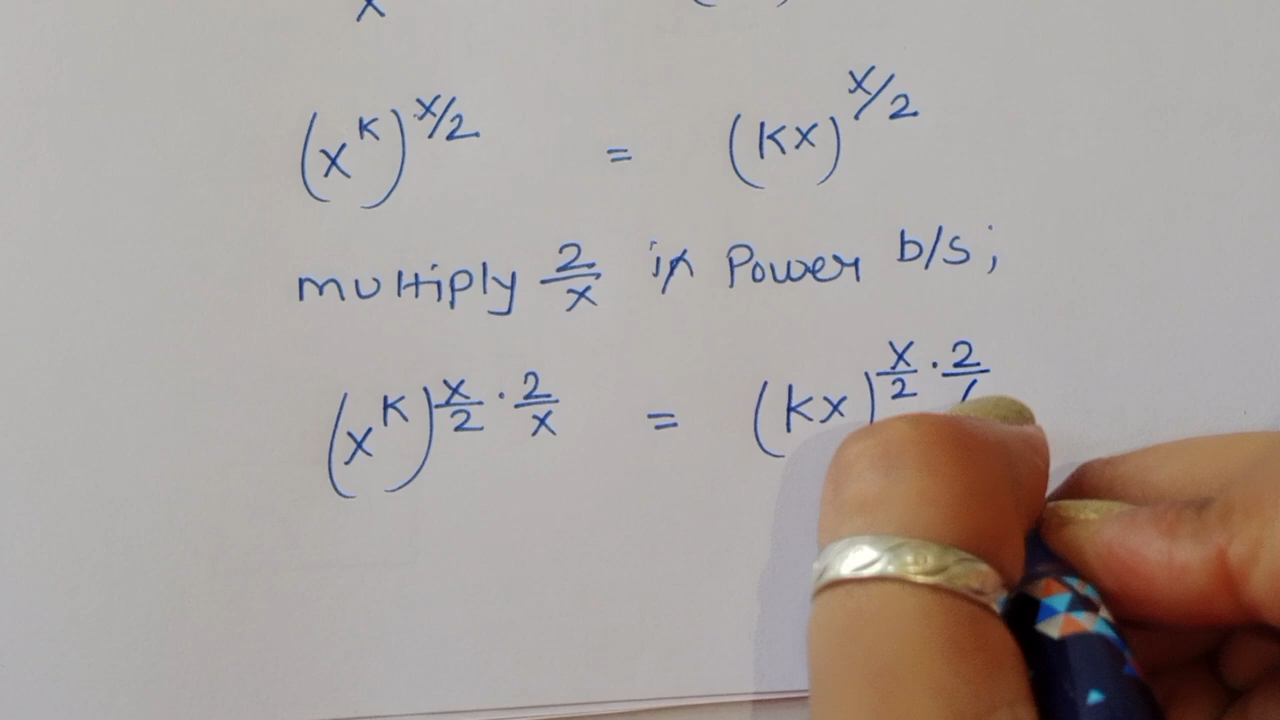 x
(x^K)^x/2 = (Kx)^x/2
multiply 2/x in Power b/s;
(x^K)^x/2 · 2/x = (Kx)^x/2 · 2/